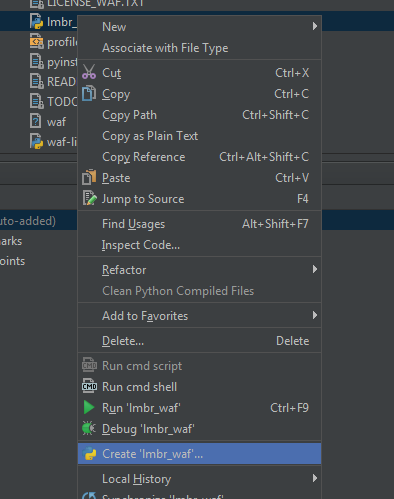 LICENSE_WAF.TXT
lmbr_
profile
pyinst
READ
TODO
waf
waf-li
uto-added)
arks
oints
New
Associate with File Type
Cut Ctrl+X
Copy Ctrl+C
Copy Path Ctrl+Shift+C
Copy as Plain Text
Copy Reference Ctrl+Alt+Shift+C
Paste Ctrl+V
Jump to Source F4
Find Usages Alt+Shift+F7
Inspect Code...
Refactor
Clean Python Compiled Files
Add to Favorites
Delete... Delete
Run cmd script
Run cmd shell
Run 'lmbr_waf' Ctrl+F9
Debug 'lmbr_waf'
Create 'lmbr_waf'...
Local History
Synchronize 'lmbr_waf'